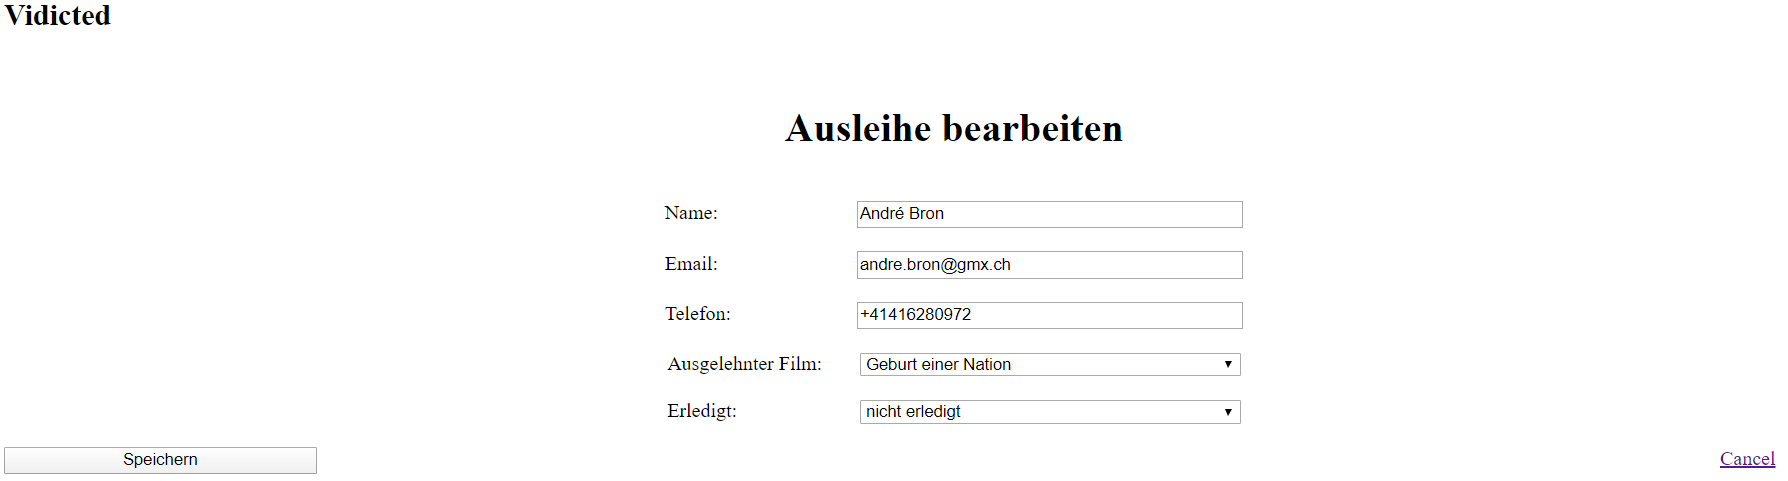 Vidicted
Ausleihe bearbeiten
Name: André Bron
Email: andre.bron@gmx.ch
Telefon: +41416280972
Ausgelehnter Film: Geburt einer Nation
Erledigt: nicht erledigt
Speichern Cancel